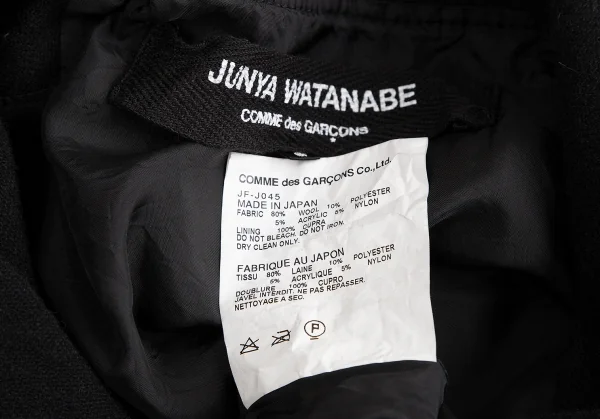 JUNYA WATANABE
COMME des GARÇONS
COMME des GARÇONS Co., Ltd.
JF-J045
MADE IN JAPAN
FABRIC 80% WOOL 10% POLYESTER
5% ACRYLIC 5% NYLON
LINING 100% CUPRA
DO NOT BLEACH. DO NOT IRON.
DRY CLEAN ONLY.
FABRIQUE AU JAPON
TISSU 80% LAINE 10% POLYESTER
5% ACRYLIQUE 5% NYLON
DOUBLURE 100% CUPRO
JAVEL INTERDIT. NE PAS REPASSER.
NETTOYAGE A SEC.
P